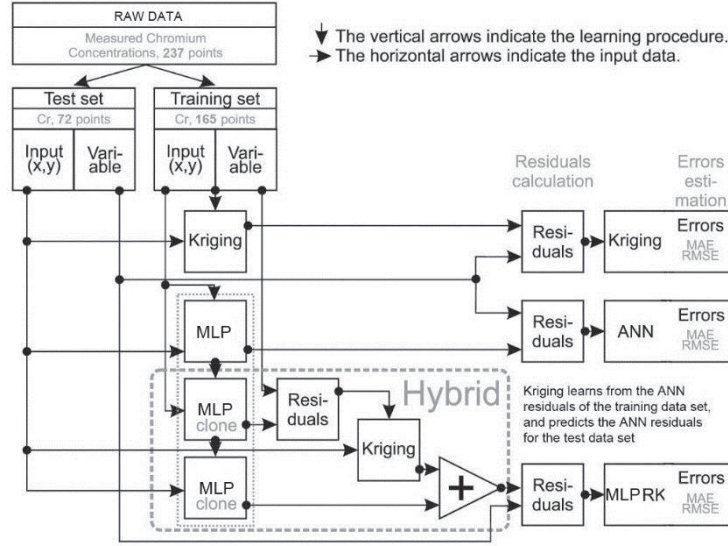 RAW DATA
Measured Chromium
Concentrations, 237 points
The vertical arrows indicate the learning procedure.
The horizontal arrows indicate the input data.
Test set
Cr, 72 points
Input
(x,y)
Vari-
able
Training set
Cr, 165 points
Input
(x,y)
Vari-
able
Residuals
calculation
Errors
esti-
mation
Kriging
Resi-
duals
Kriging
Errors
MAE
RMSE
MLP
Resi-
duals
ANN
Errors
MAE
RMSE
Hybrid
MLP
clone
Resi-
duals
Kriging
Kriging learns from the ANN
residuals of the training data set,
and predicts the ANN residuals
for the test data set
MLP
clone
+
Resi-
duals
MLPRK
Errors
MAE
RMSE